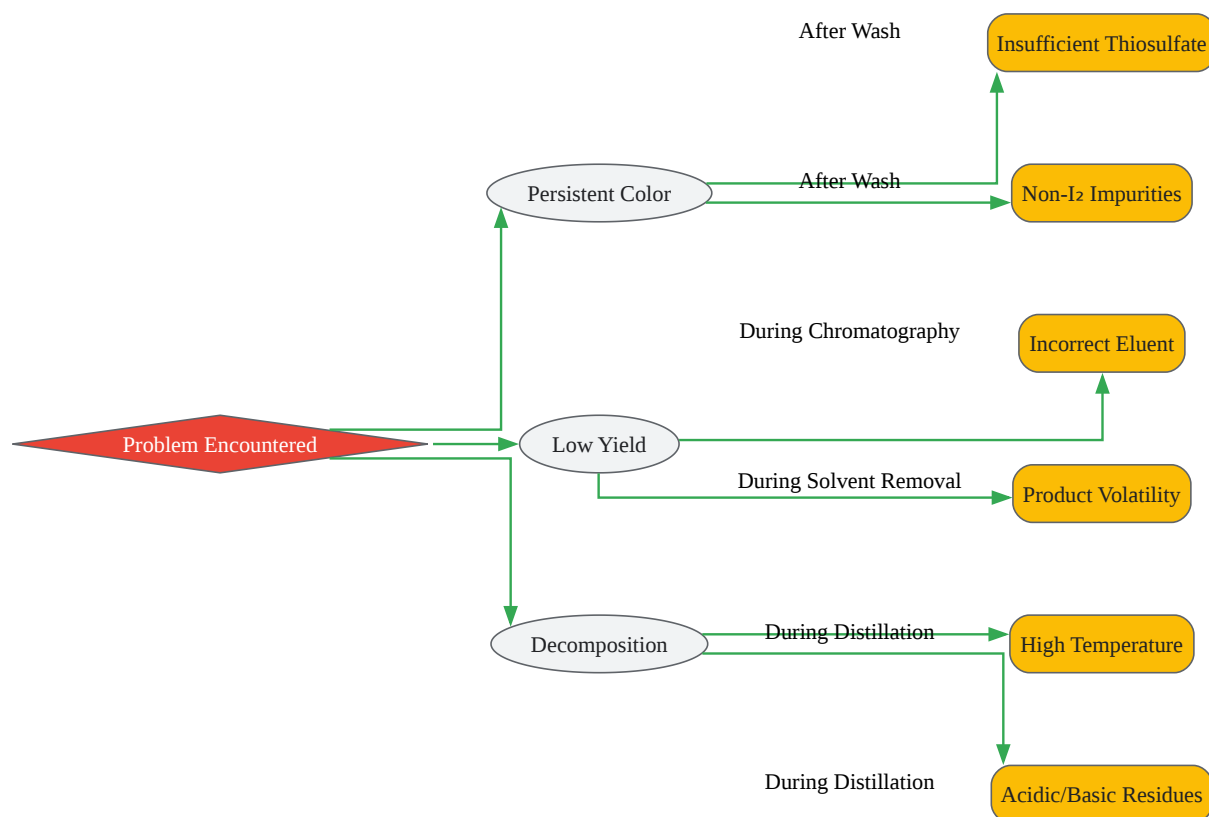 After Wash
Insufficient Thiosulfate
Persistent Color
After Wash
Non-I₂ Impurities
During Chromatography
Incorrect Eluent
Problem Encountered
Low Yield
During Solvent Removal
Product Volatility
Decomposition
During Distillation
High Temperature
During Distillation
Acidic/Basic Residues